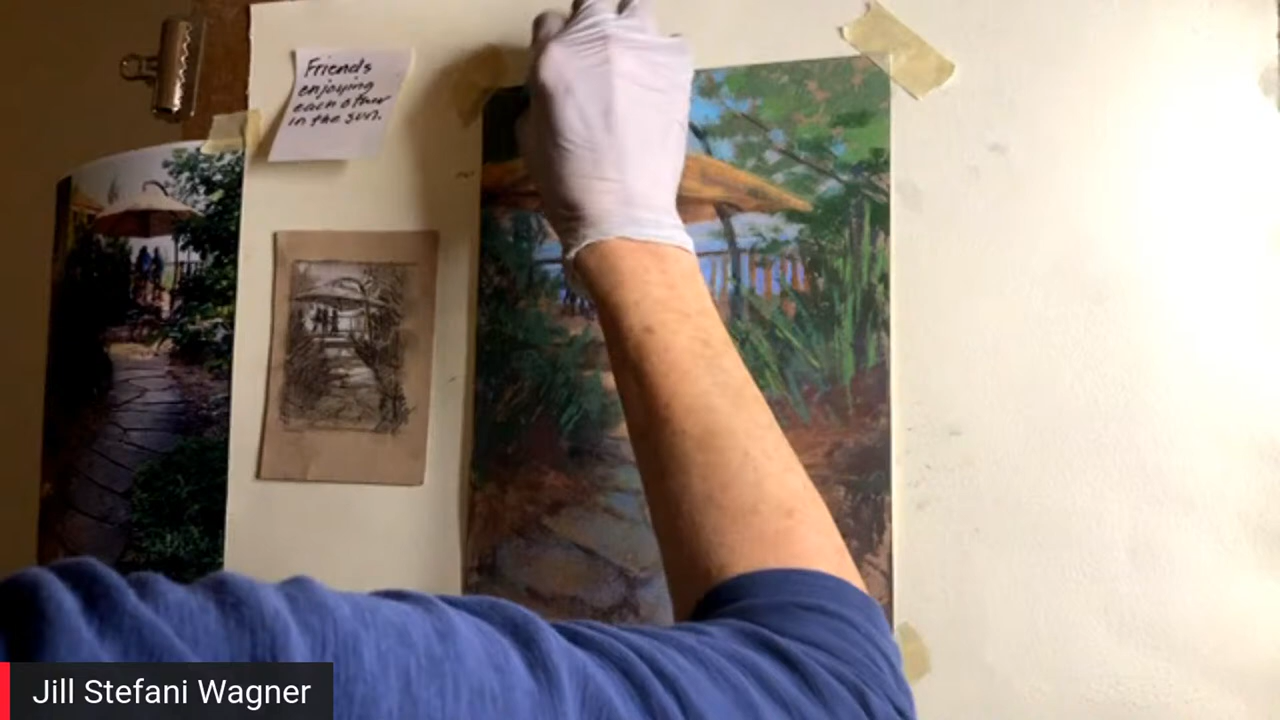 Friends
enjoying
each other
in the sun.
Jill Stefani Wagner